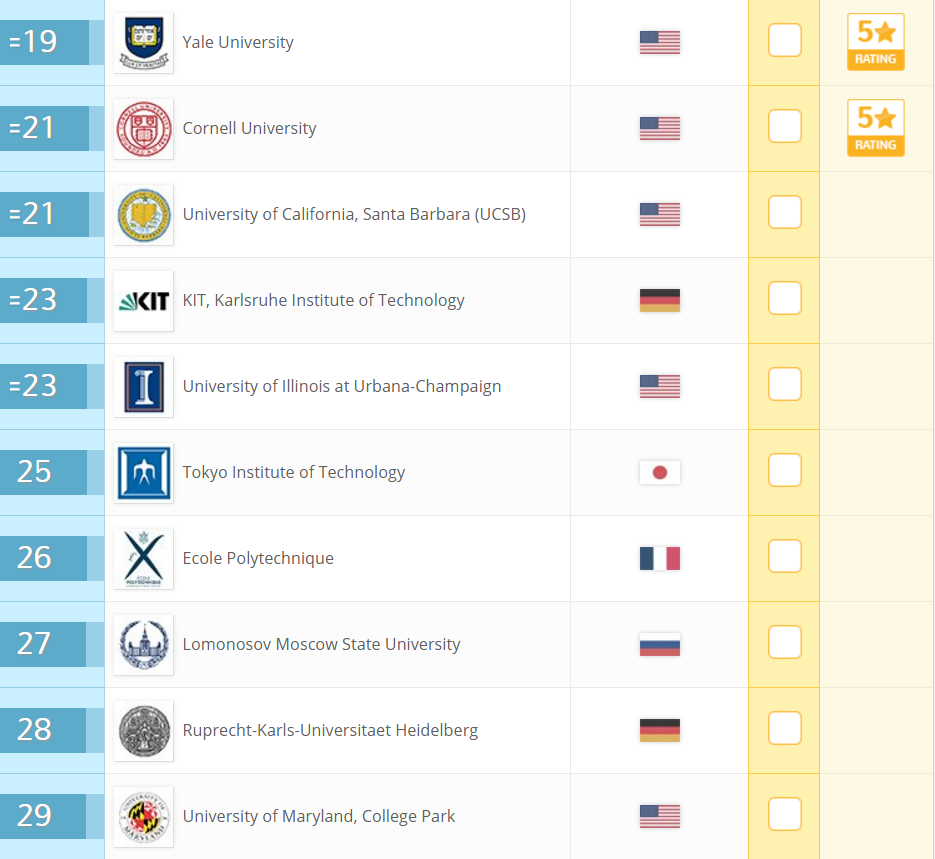 =19 Yale University 5 RATING
=21 Cornell University 5 RATING
=21 University of California, Santa Barbara (UCSB)
=23 KIT KIT, Karlsruhe Institute of Technology
=23 I University of Illinois at Urbana-Champaign
25 Tokyo Institute of Technology
26 ECOLE POLYTECHNIQUE Ecole Polytechnique
27 Lomonosov Moscow State University
28 Ruprecht-Karls-Universitaet Heidelberg
29 University of Maryland, College Park